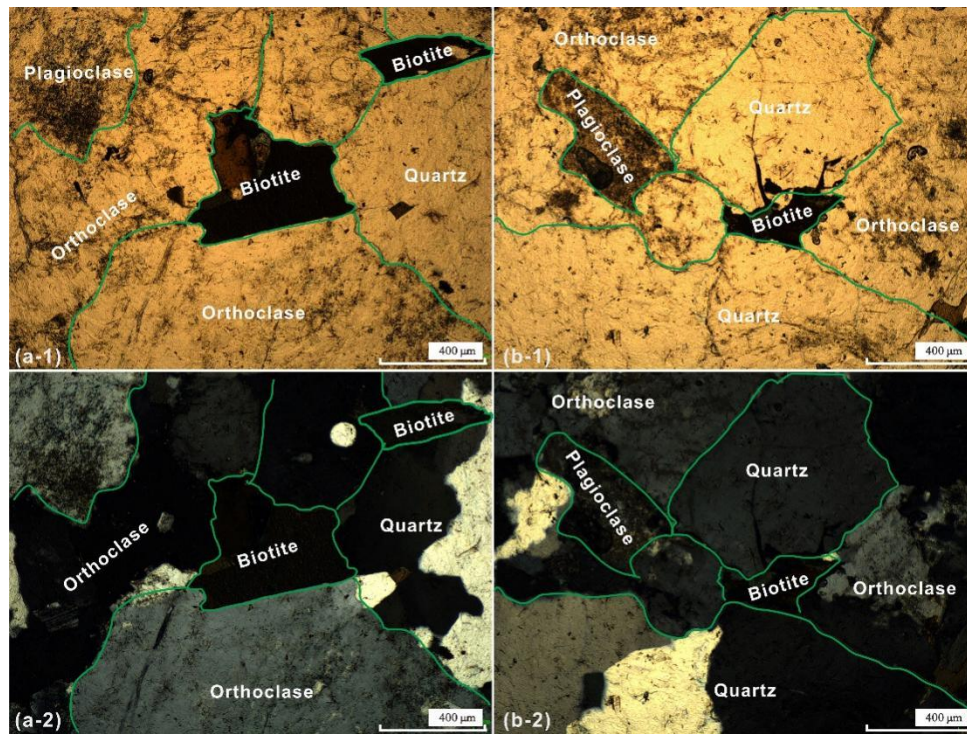 Biotite
Plagioclase
Biotite
Quartz
Orthoclase
Orthoclase
(a-1)
400 μm
Orthoclase
Plagioclase
Quartz
Biotite
Orthoclase
Quartz
(b-1)
400 μm
Biotite
Orthoclase
Quartz
Biotite
Orthoclase
(a-2)
400 μm
Orthoclase
Plagioclase
Quartz
Biotite
Orthoclase
Quartz
(b-2)
400 μm